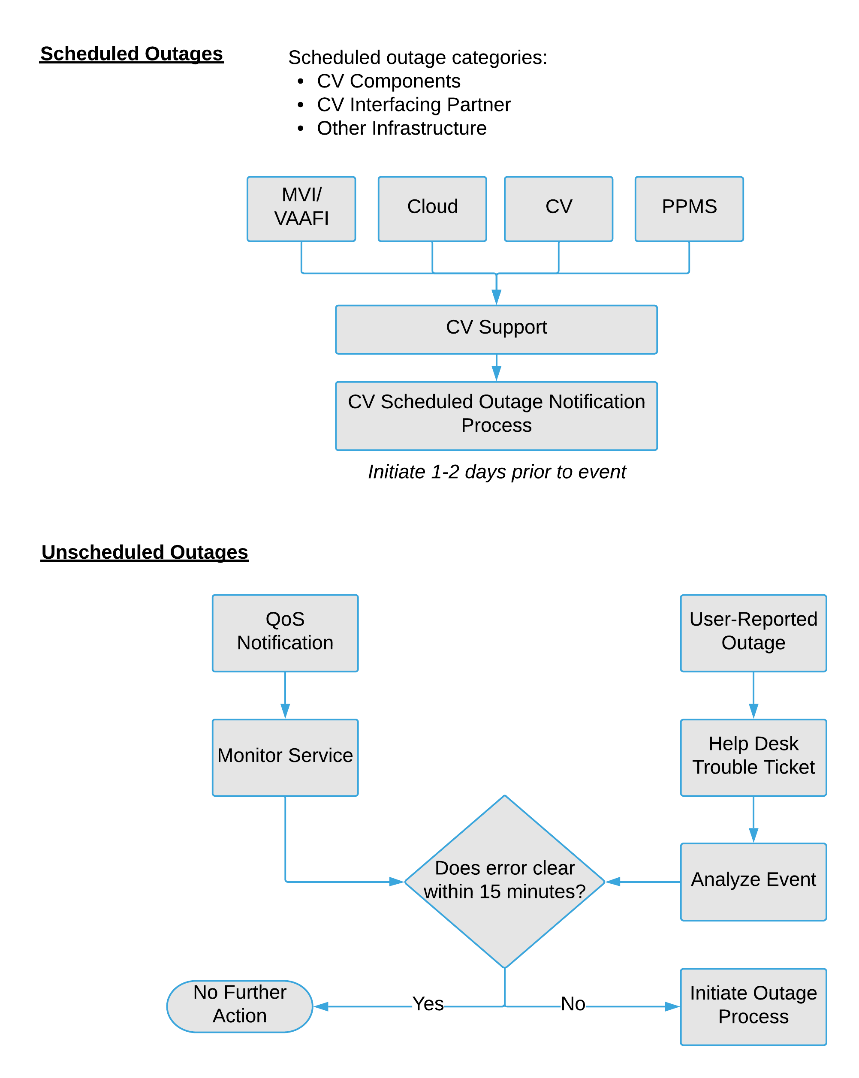 Scheduled Outages
Scheduled outage categories:
• CV Components
• CV Interfacing Partner
• Other Infrastructure
MVI/
VAAFI
Cloud
CV
PPMS
CV Support
CV Scheduled Outage Notification
Process
Initiate 1-2 days prior to event
Unscheduled Outages
QoS
Notification
User-Reported
Outage
Monitor Service
Help Desk
Trouble Ticket
Does error clear
within 15 minutes?
Analyze Event
No Further
Action
Yes
No
Initiate Outage
Process